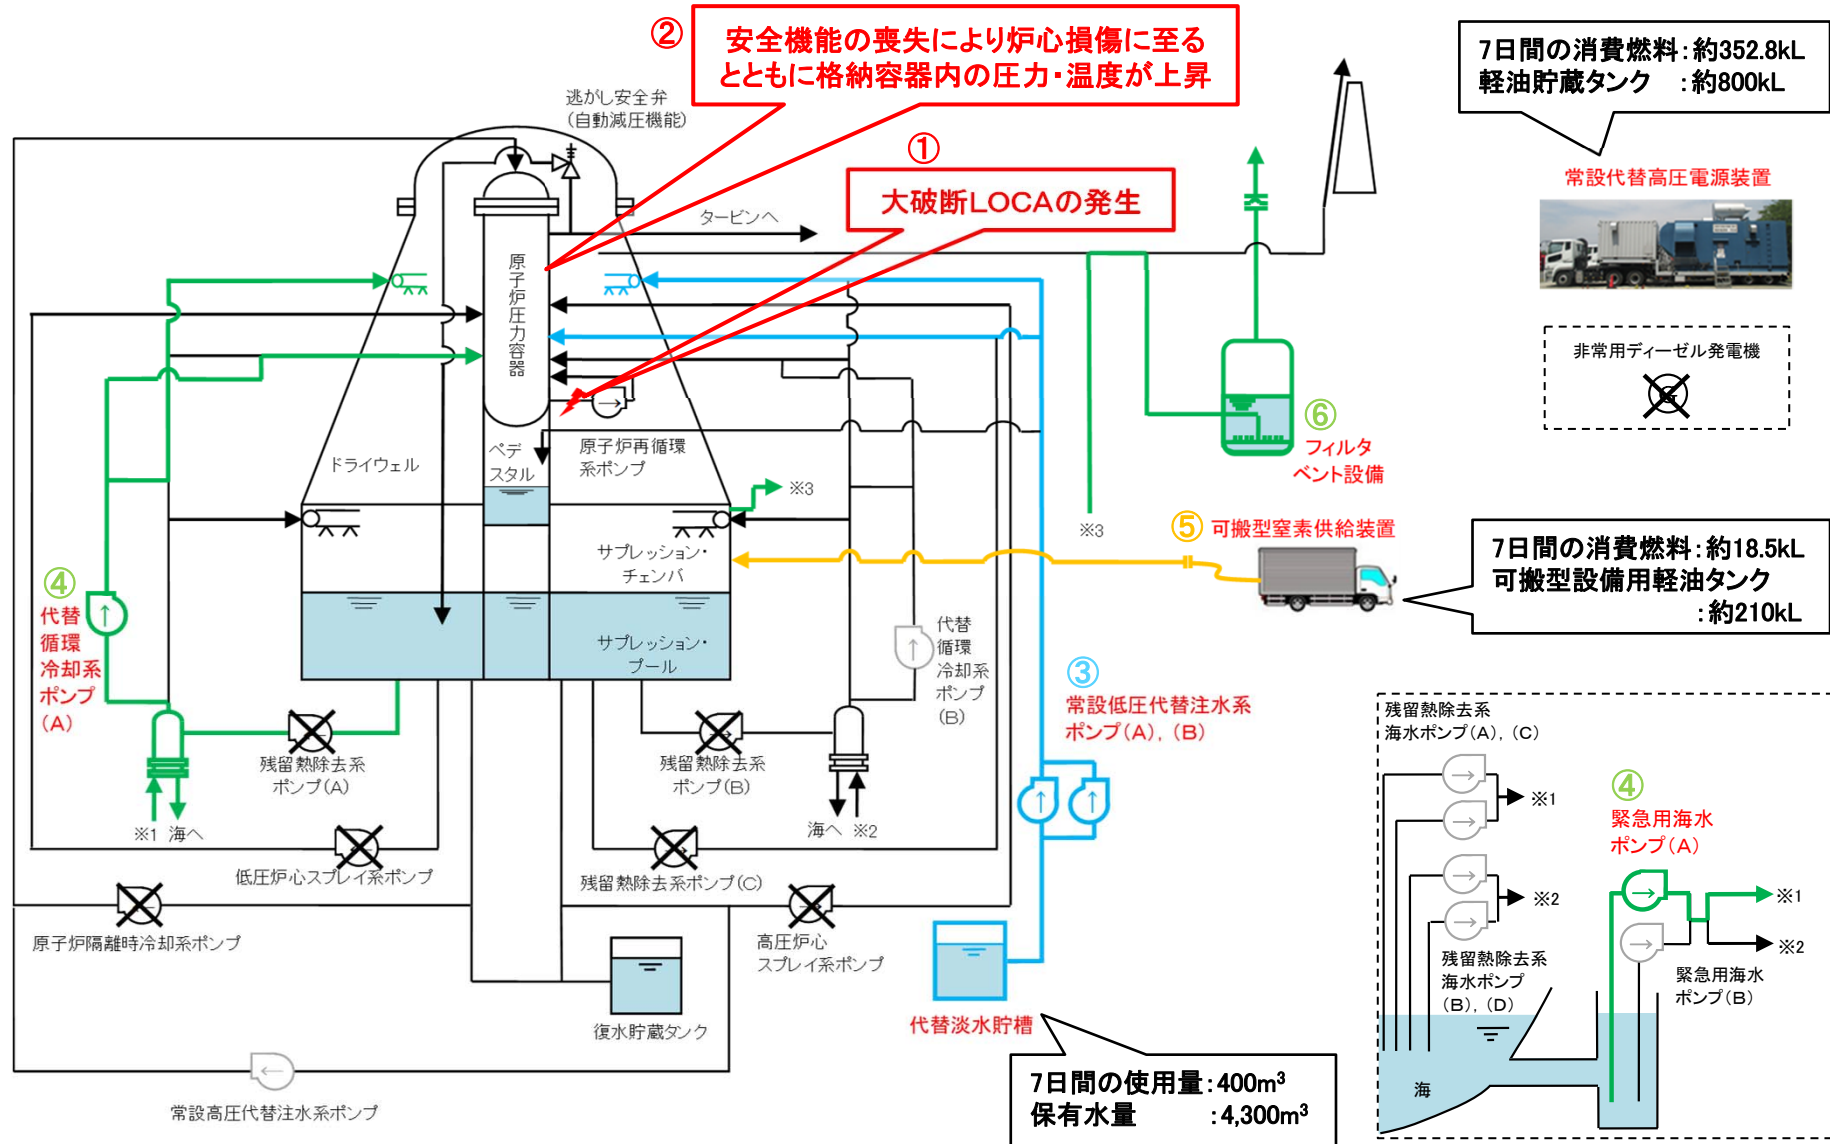 ②
安全機能の喪失により炉心損傷に至る
とともに格納容器内の圧力・温度が上昇
7日間の消費燃料:約352.8kL
軽油貯蔵タンク　:約800kL
逃がし安全弁
(自動減圧機能)
①
大破断LOCAの発生
常設代替高圧電源装置
タービンへ
原子炉圧力容器
非常用ディーゼル発電機
G
⑥
フィルタ
ベント設備
ドライウェル
ペデ
スタル
原子炉再循環
系ポンプ
※3
※3
⑤ 可搬型窒素供給装置
7日間の消費燃料:約18.5kL
可搬型設備用軽油タンク
:約210kL
サプレッション・
チェンバ
サプレッション・
プール
④
代替
循環
冷却系
ポンプ
(A)
代替
循環
冷却系
ポンプ
(B)
③
常設低圧代替注水系
ポンプ(A), (B)
残留熱除去系
ポンプ(A)
残留熱除去系
ポンプ(B)
※1 海へ
海へ ※2
低圧炉心スプレイ系ポンプ
残留熱除去系ポンプ(C)
原子炉隔離時冷却系ポンプ
高圧炉心
スプレイ系ポンプ
復水貯蔵タンク
代替淡水貯槽
7日間の使用量:400m³
保有水量　:4,300m³
常設高圧代替注水系ポンプ
残留熱除去系
海水ポンプ(A), (C)
※1
※2
残留熱除去系
海水ポンプ
(B), (D)
④
緊急用海水
ポンプ(A)
※1
※2
緊急用海水
ポンプ(B)
海